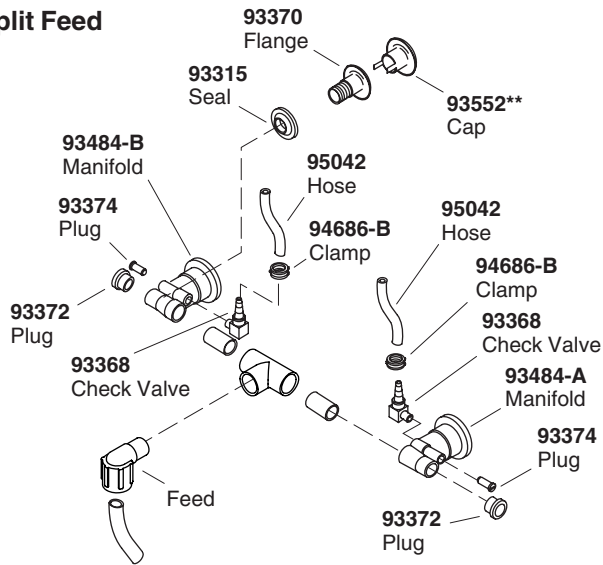 plit Feed
93370
Flange
93315
Seal
93552**
Cap
93484-B
Manifold
95042
Hose
93374
Plug
94686-B
Clamp
95042
Hose
94686-B
Clamp
93372
Plug
93368
Check Valve
93368
Check Valve
93484-A
Manifold
93374
Plug
Feed
93372
Plug